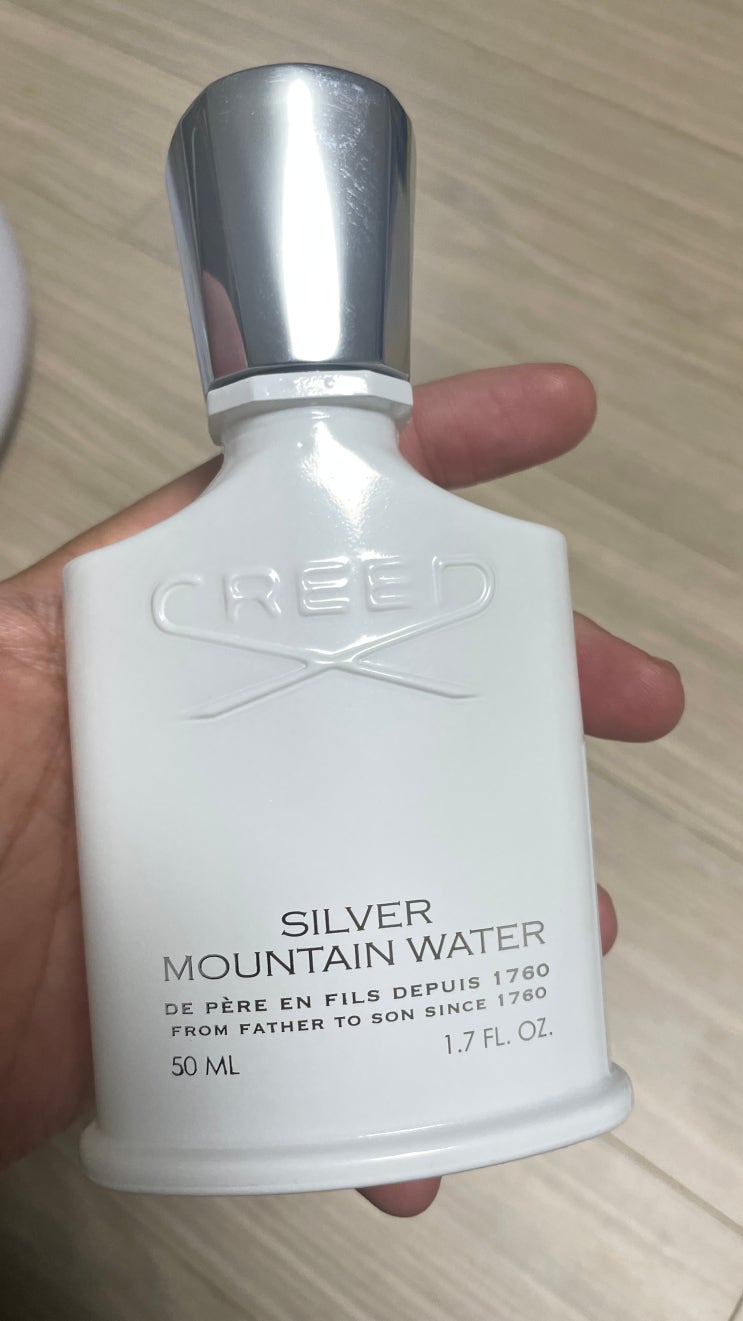 CREED
SILVER
MOUNTAIN WATER
DE PÈRE EN FILS DEPUIS 1760
FROM FATHER TO SON SINCE 1760
50 ML
1.7 FL. OZ.